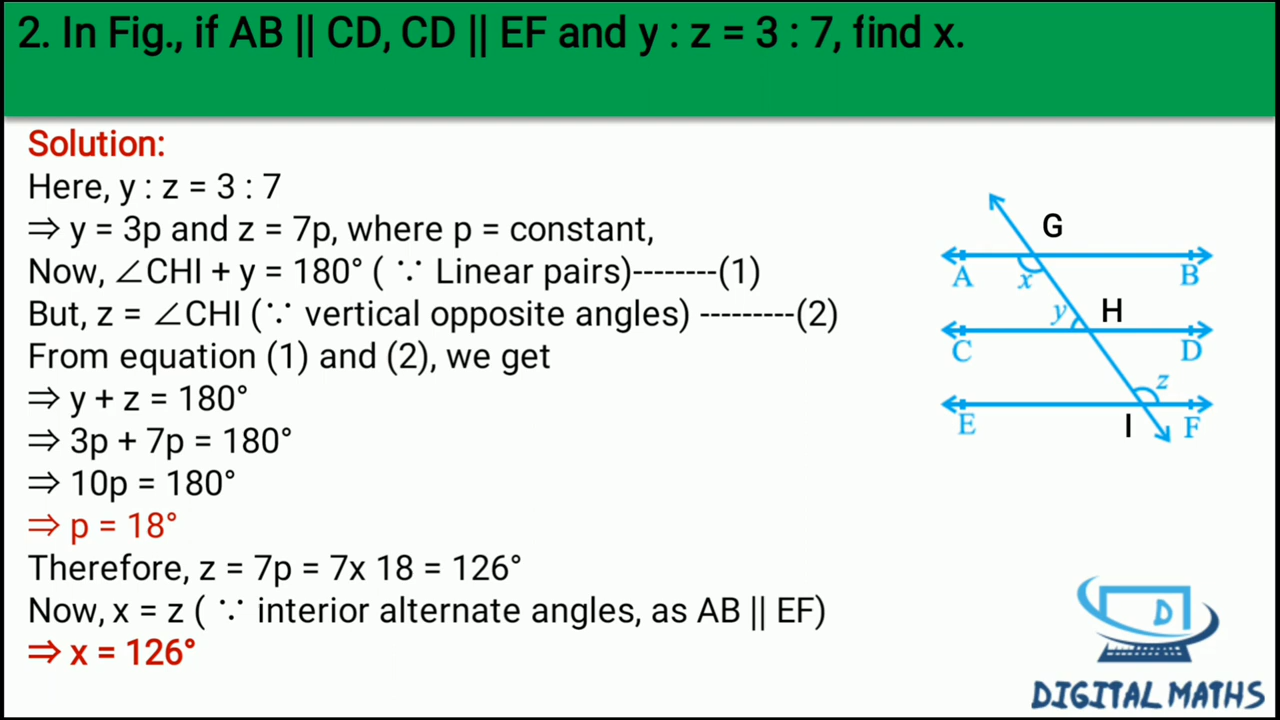 2. In Fig., if AB || CD, CD || EF and y : z = 3 : 7, find x.
Solution:
Here, y : z = 3 : 7
⇒ y = 3p and z = 7p, where p = constant,
Now, ∠CHI + y = 180° ( ∵ Linear pairs)--------(1)
But, z = ∠CHI (∵ vertical opposite angles) ---------(2)
From equation (1) and (2), we get
⇒ y + z = 180°
⇒ 3p + 7p = 180°
⇒ 10p = 180°
⇒ p = 18°
Therefore, z = 7p = 7x 18 = 126°
Now, x = z ( ∵ interior alternate angles, as AB || EF)
⇒ x = 126°
G
A x B
y H
C D
z
E I F
D
DIGITAL MATHS